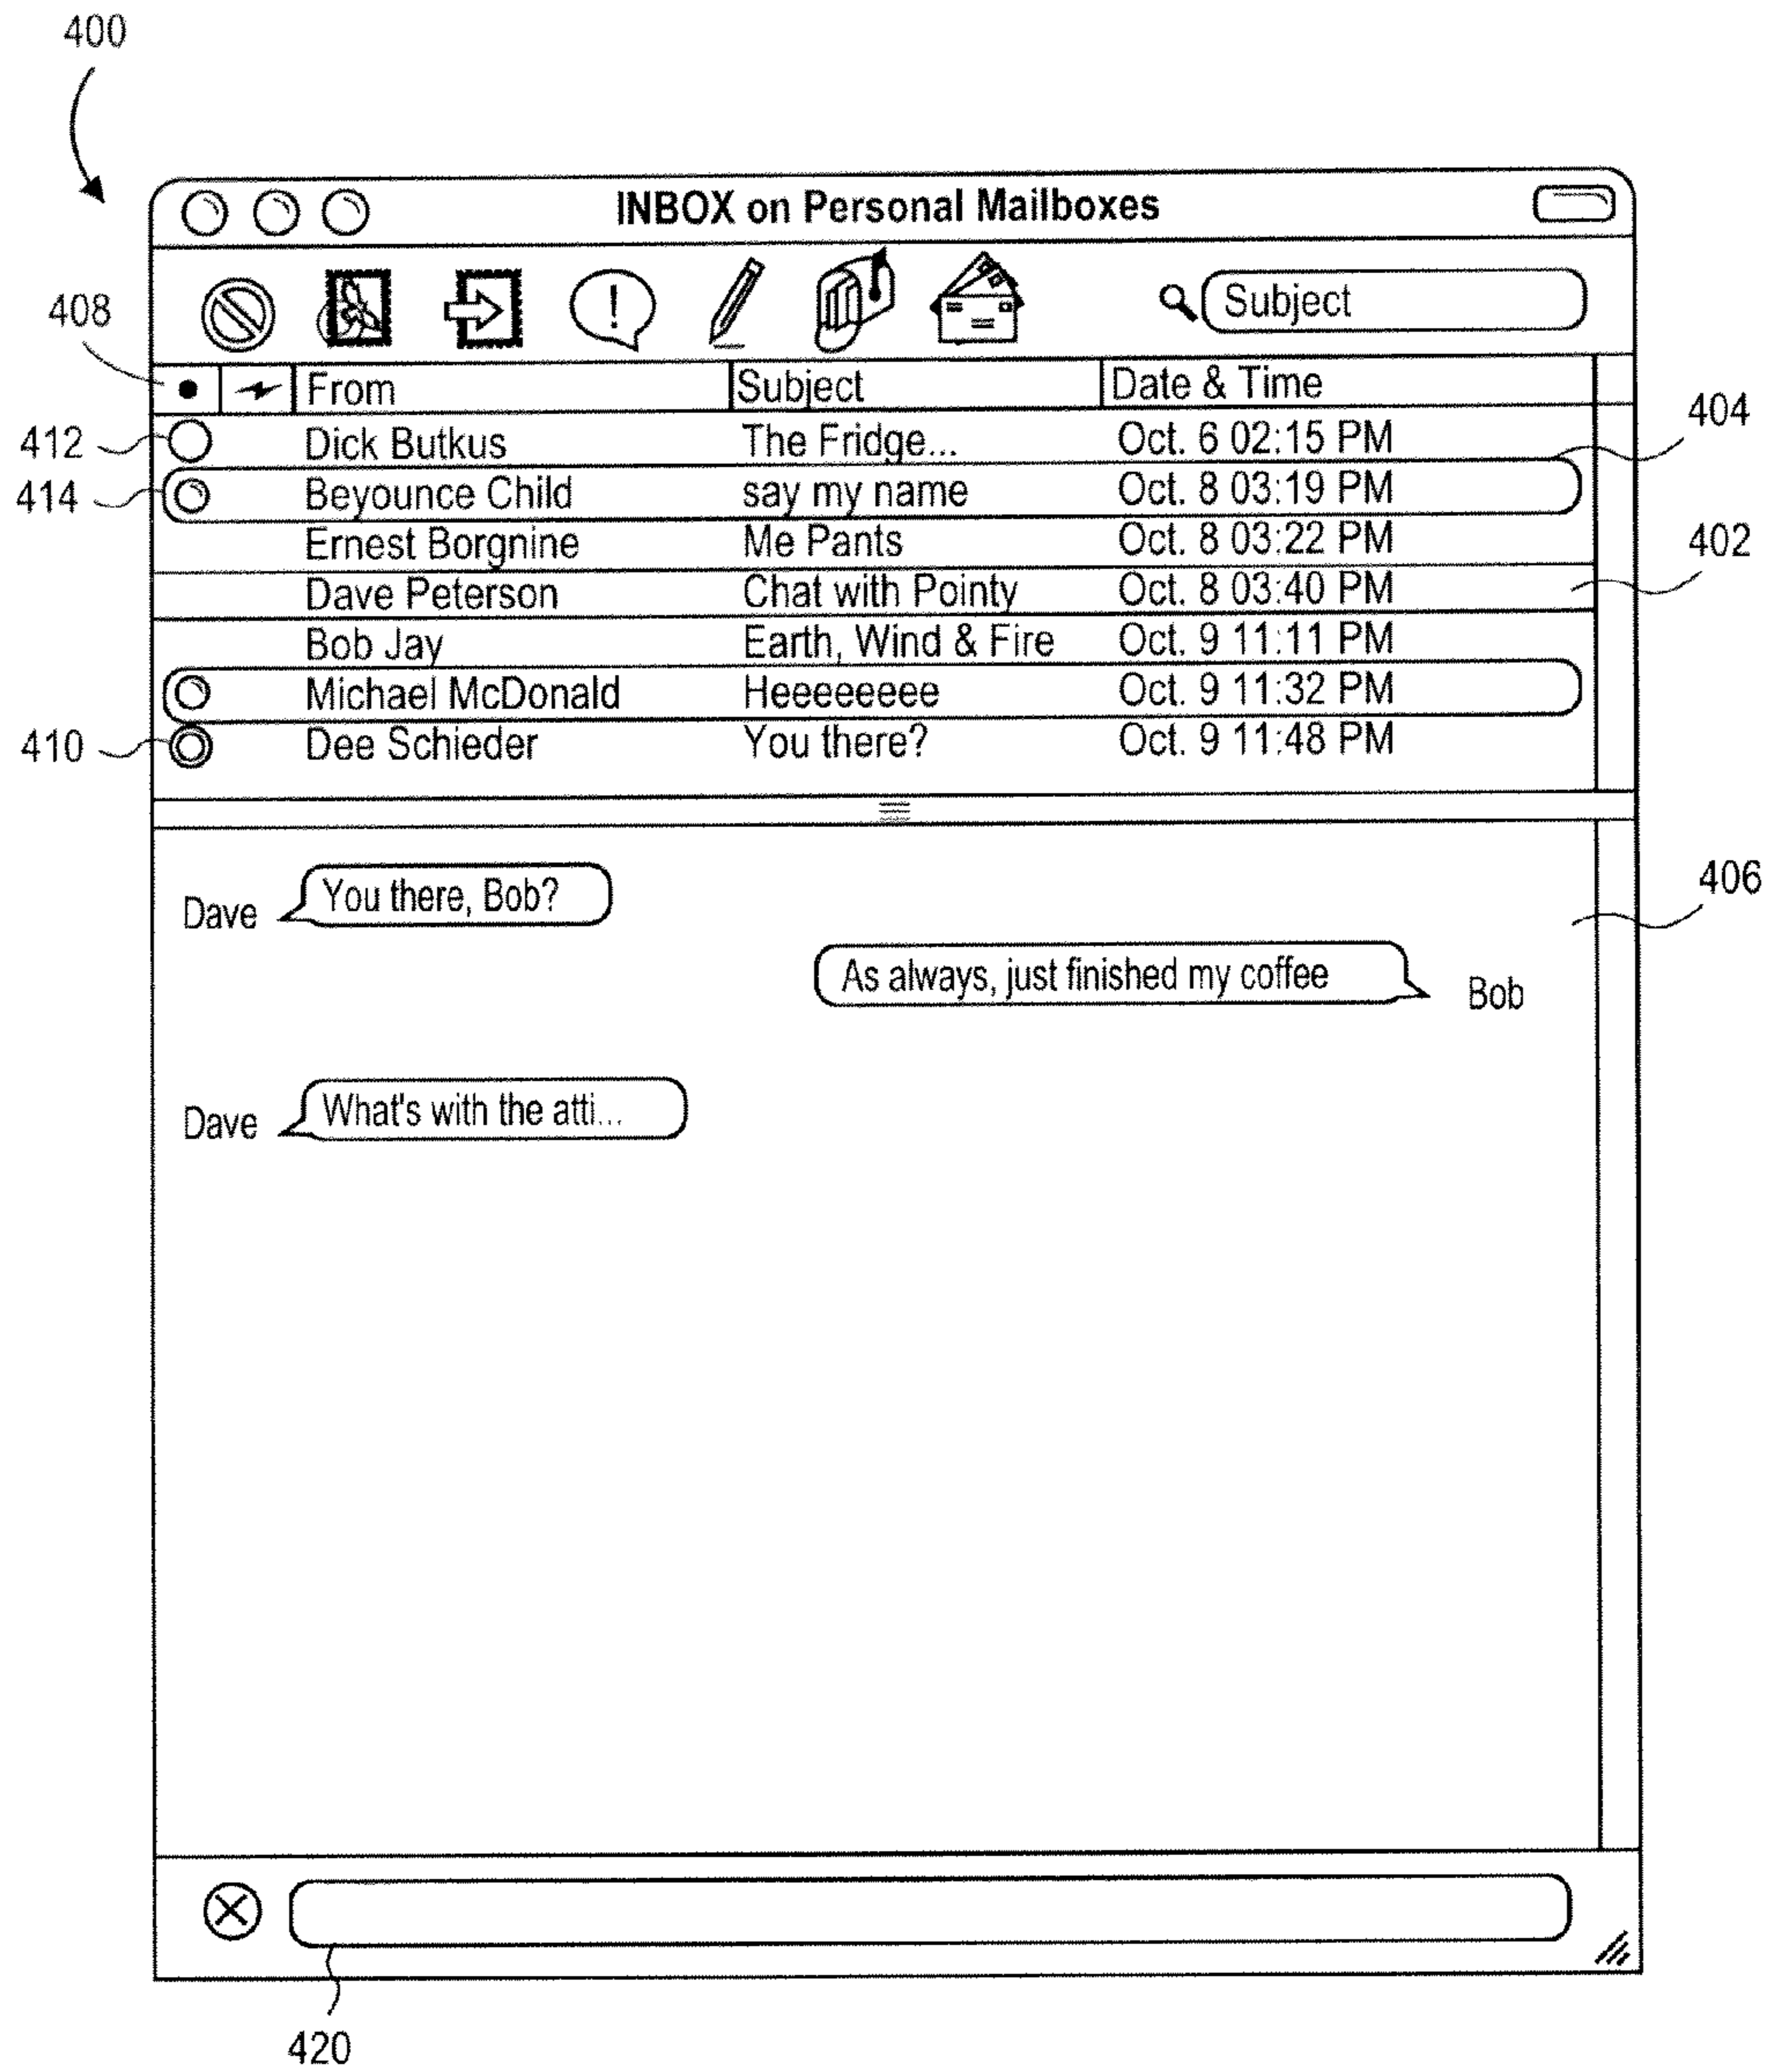 400
INBOX on Personal Mailboxes
Subject
408
From Subject Date & Time
404
412 Dick Butkus The Fridge... Oct. 6 02:15 PM
414 Beyounce Child say my name Oct. 8 03:19 PM
Ernest Borgnine Me Pants Oct. 8 03:22 PM
402
Dave Peterson Chat with Pointy Oct. 8 03:40 PM
Bob Jay Earth, Wind & Fire Oct. 9 11:11 PM
Michael McDonald Heeeeeeee Oct. 9 11:32 PM
410 Dee Schieder You there? Oct. 9 11:48 PM
406
Dave You there, Bob?
As always, just finished my coffee Bob
Dave What's with the atti...
420